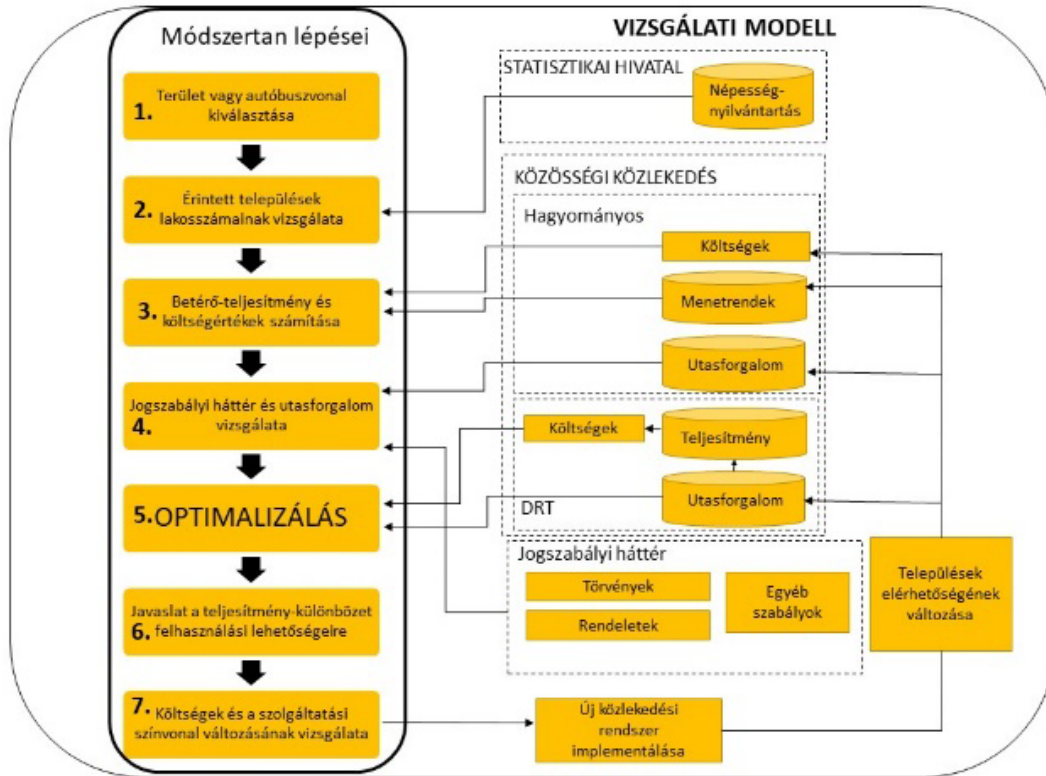 Módszertan lépései
1. Terület vagy autóbuszvonal
kiválasztása
2. Érintett települések
lakosszámalnak vizsgálata
3. Betérő-teljesítmény és
költségértékek számítása
Jogszabályi háttér és utasforgalom
4. vizsgálata
5. OPTIMALIZÁLÁS
Javaslat a teljesítmény-különbözet
6. felhasználási lehetőségeire
7. Költségek és a szolgáltatási
színvonal változásának vizsgálata
VIZSGÁLATI MODELL
STATISZTIKAI HIVATAL
Népesség-
nyilvántartás
KÖZÖSSÉGI KÖZLEKEDÉS
Hagyományos
Költségek
Menetrendek
Utasforgalom
Költségek
Teljesítmény
Utasforgalom
DRT
Jogszabályi háttér
Törvények
Rendeletek
Egyéb
szabályok
Települések
elérhetőségének
változása
Új közlekedési
rendszer
implementálása